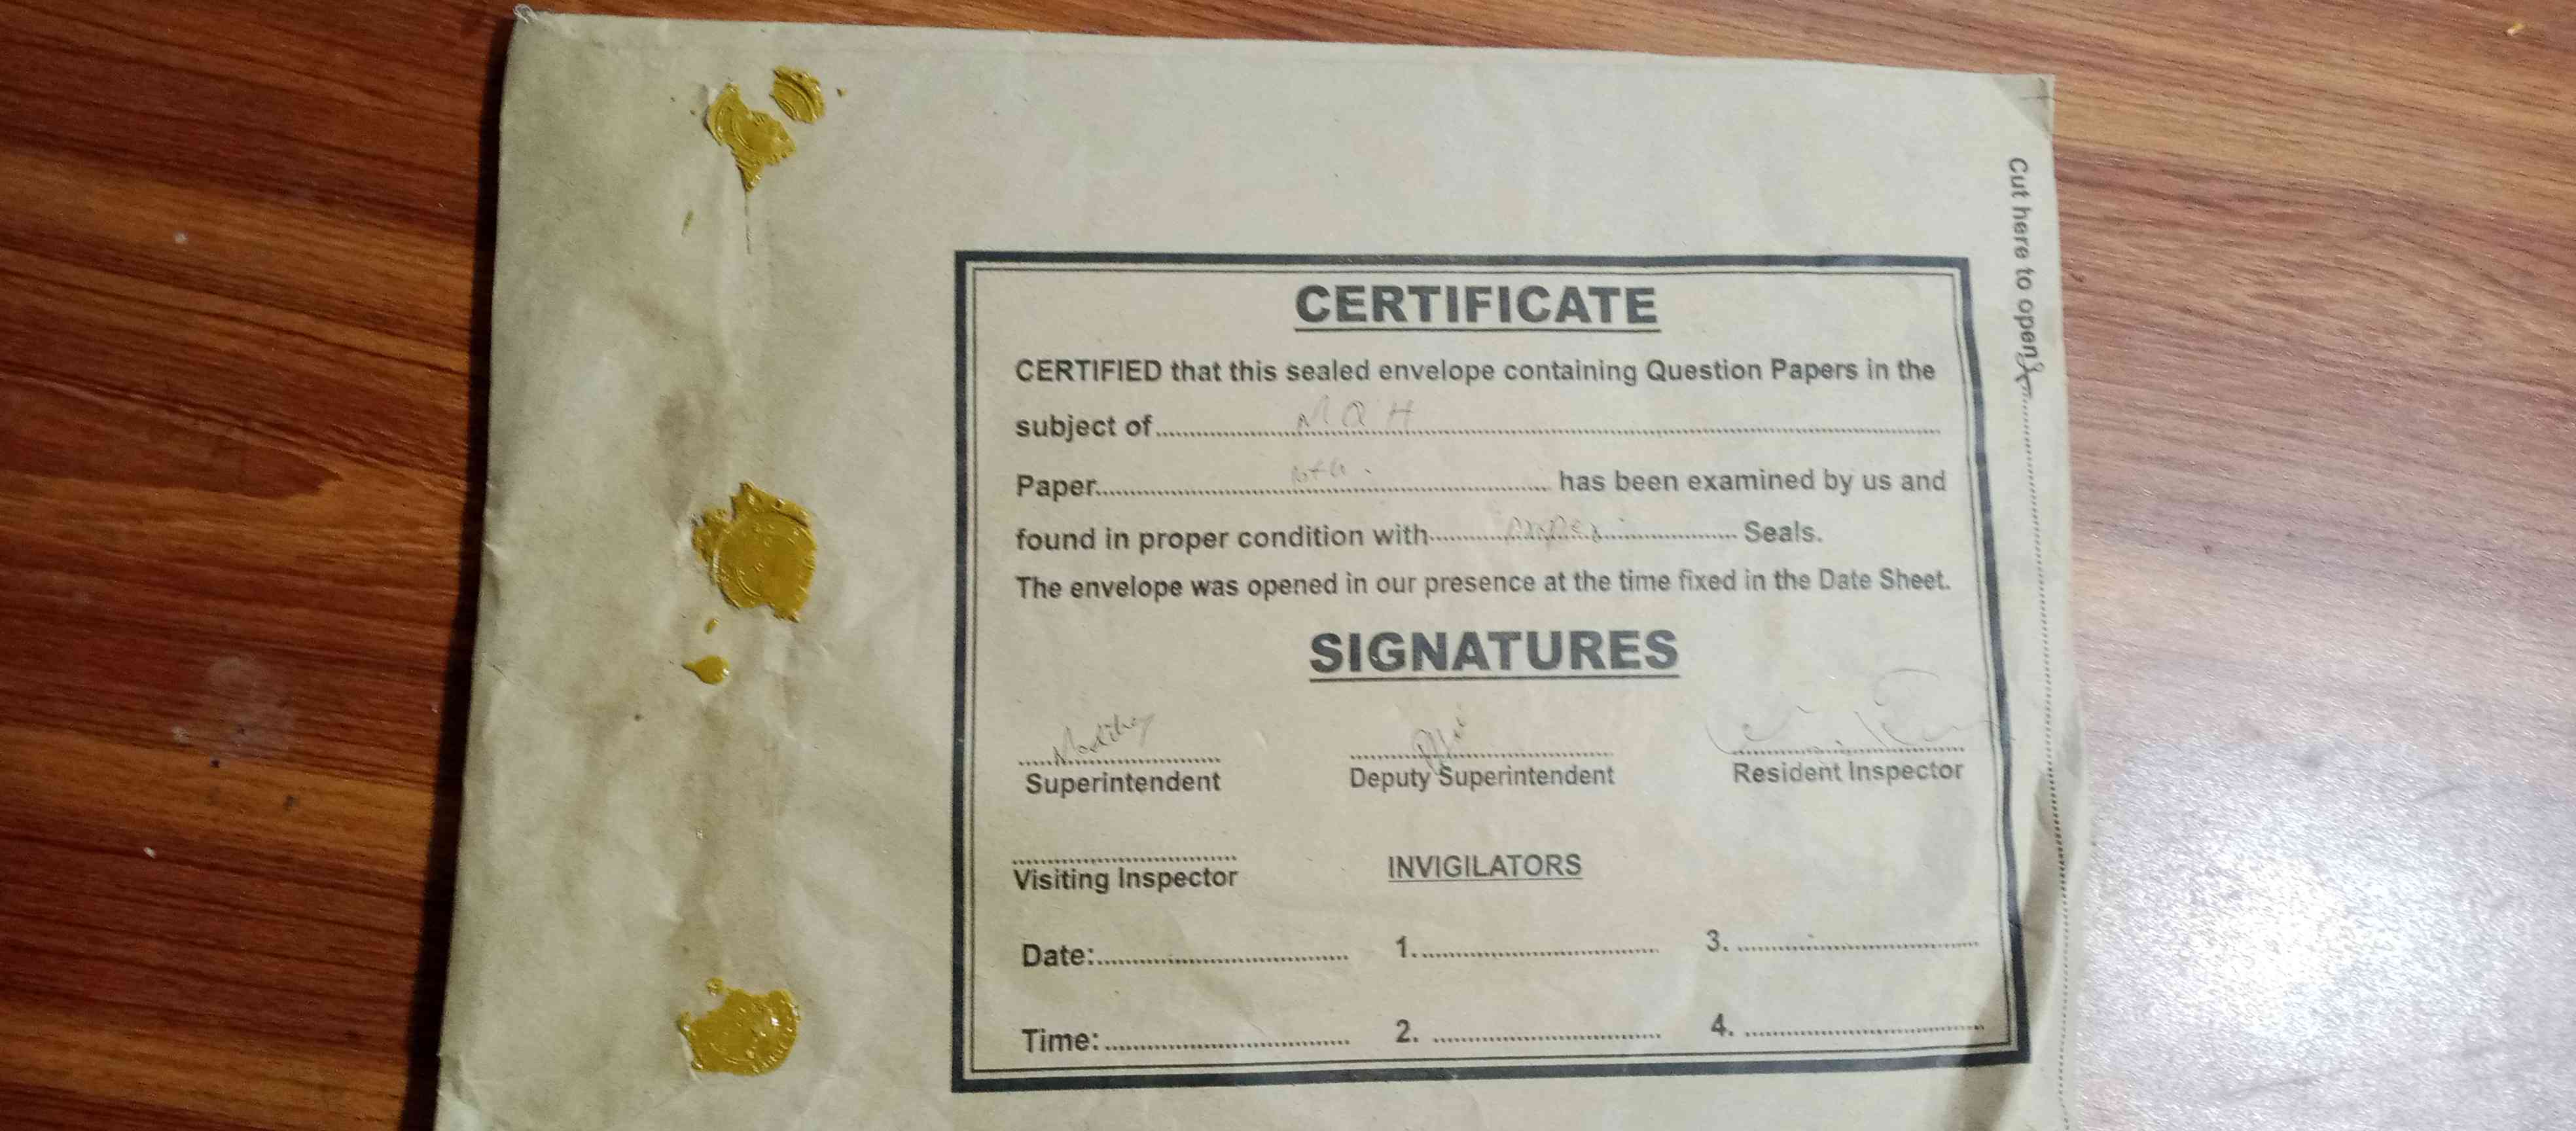 CERTIFICATE
CERTIFIED that this sealed envelope containing Question Papers in the
subject of.......... M Q H ..........
Paper.................... has been examined by us and
found in proper condition with.................... Seals.
The envelope was opened in our presence at the time fixed in the Date Sheet.
SIGNATURES
Superintendent Deputy Superintendent Resident Inspector
Visiting Inspector INVIGILATORS
Date:.................... 1..................... 3. ....................
Time:.................... 2. .................... 4. ....................
Cut here to open